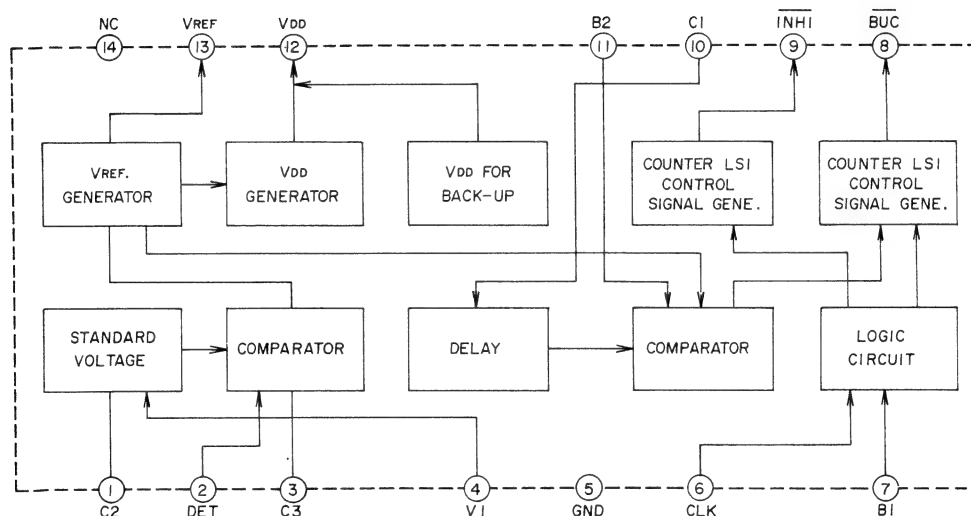 NC
VREF
VDD
B2
C1
INH1
BUC
14
13
12
11
10
9
8
VREF.
GENERATOR
VDD
GENERATOR
VDD FOR
BACK-UP
COUNTER LSI
CONTROL
SIGNAL GENE.
COUNTER LSI
CONTROL
SIGNAL GENE.
STANDARD
VOLTAGE
COMPARATOR
DELAY
COMPARATOR
LOGIC
CIRCUIT
1
2
3
4
5
6
7
C2
DET
C3
V1
GND
CLK
B1